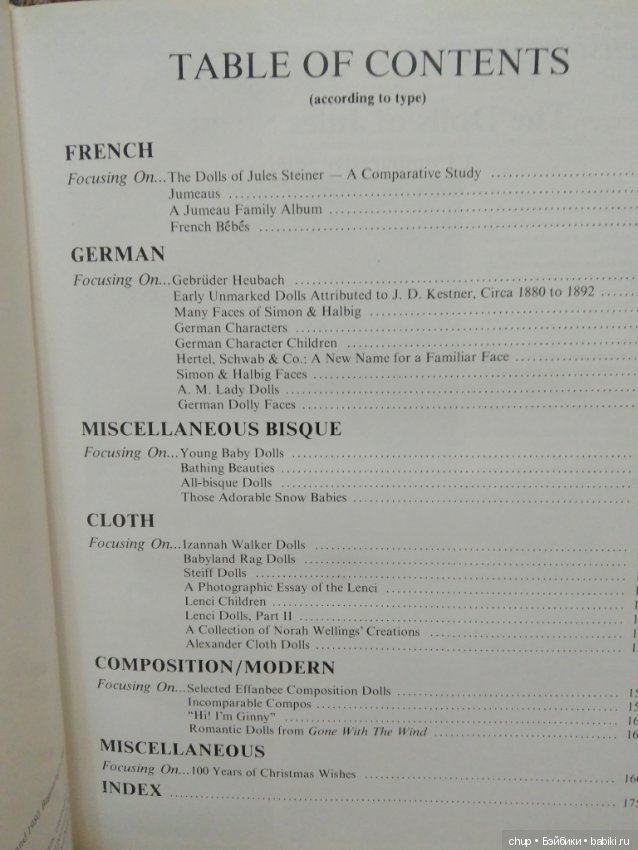 TABLE OF CONTENTS
(according to type)
FRENCH
Focusing On...The Dolls of Jules Steiner — A Comparative Study
Jumeaus
A Jumeau Family Album
French Bébés
GERMAN
Focusing On...Gebrüder Heubach
Early Unmarked Dolls Attributed to J. D. Kestner, Circa 1880 to 1892
Many Faces of Simon & Halbig
German Characters
German Character Children
Hertel, Schwab & Co.: A New Name for a Familiar Face
Simon & Halbig Faces
A. M. Lady Dolls
German Dolly Faces
MISCELLANEOUS BISQUE
Focusing On...Young Baby Dolls
Bathing Beauties
All-bisque Dolls
Those Adorable Snow Babies
CLOTH
Focusing On...Izannah Walker Dolls
Babyland Rag Dolls
Steiff Dolls
A Photographic Essay of the Lenci
Lenci Children
Lenci Dolls, Part II
A Collection of Norah Wellings' Creations
Alexander Cloth Dolls
COMPOSITION/MODERN
Focusing On...Selected Effanbee Composition Dolls
Incomparable Compos
"Hi! I'm Ginny"
Romantic Dolls from Gone With The Wind
MISCELLANEOUS
Focusing On...100 Years of Christmas Wishes
INDEX
chup • Бэйбики • babiki.ru